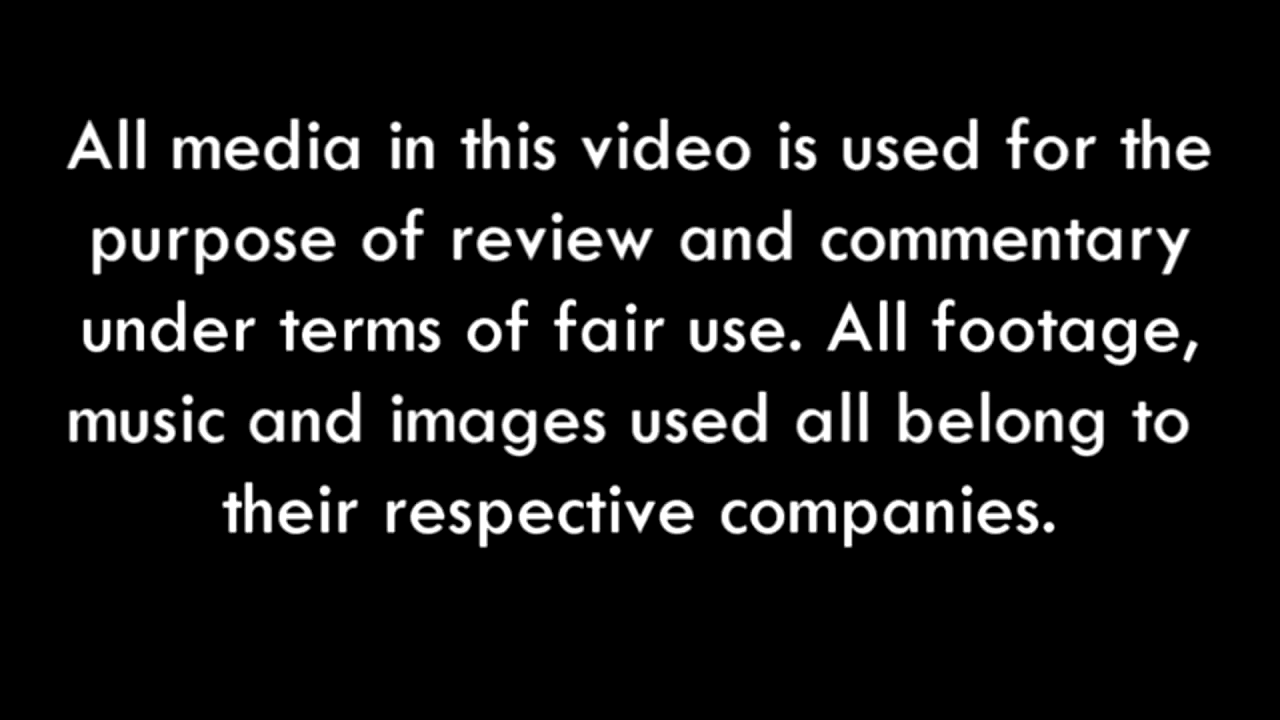 All media in this video is used for the
purpose of review and commentary
under terms of fair use. All footage,
music and images used all belong to
their respective companies.